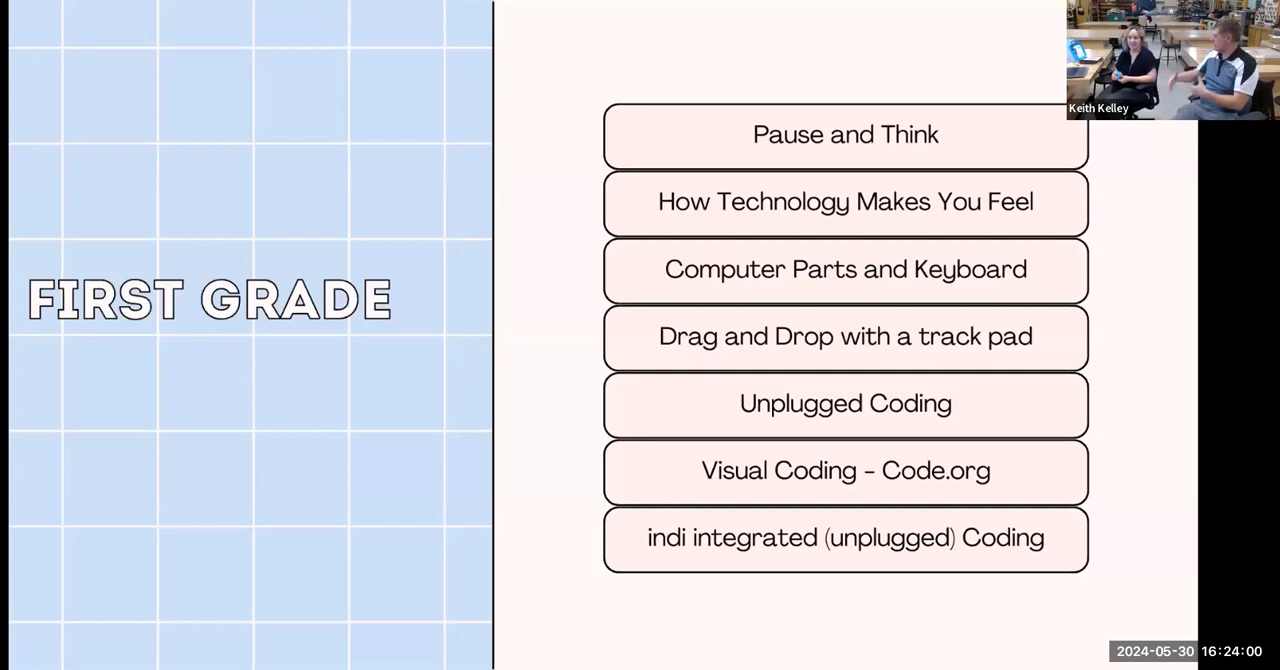 FIRST GRADE
Pause and Think
How Technology Makes You Feel
Computer Parts and Keyboard
Drag and Drop with a track pad
Unplugged Coding
Visual Coding - Code.org
indi integrated (unplugged) Coding
Keith Kelley
2024-05-30 16:24:00